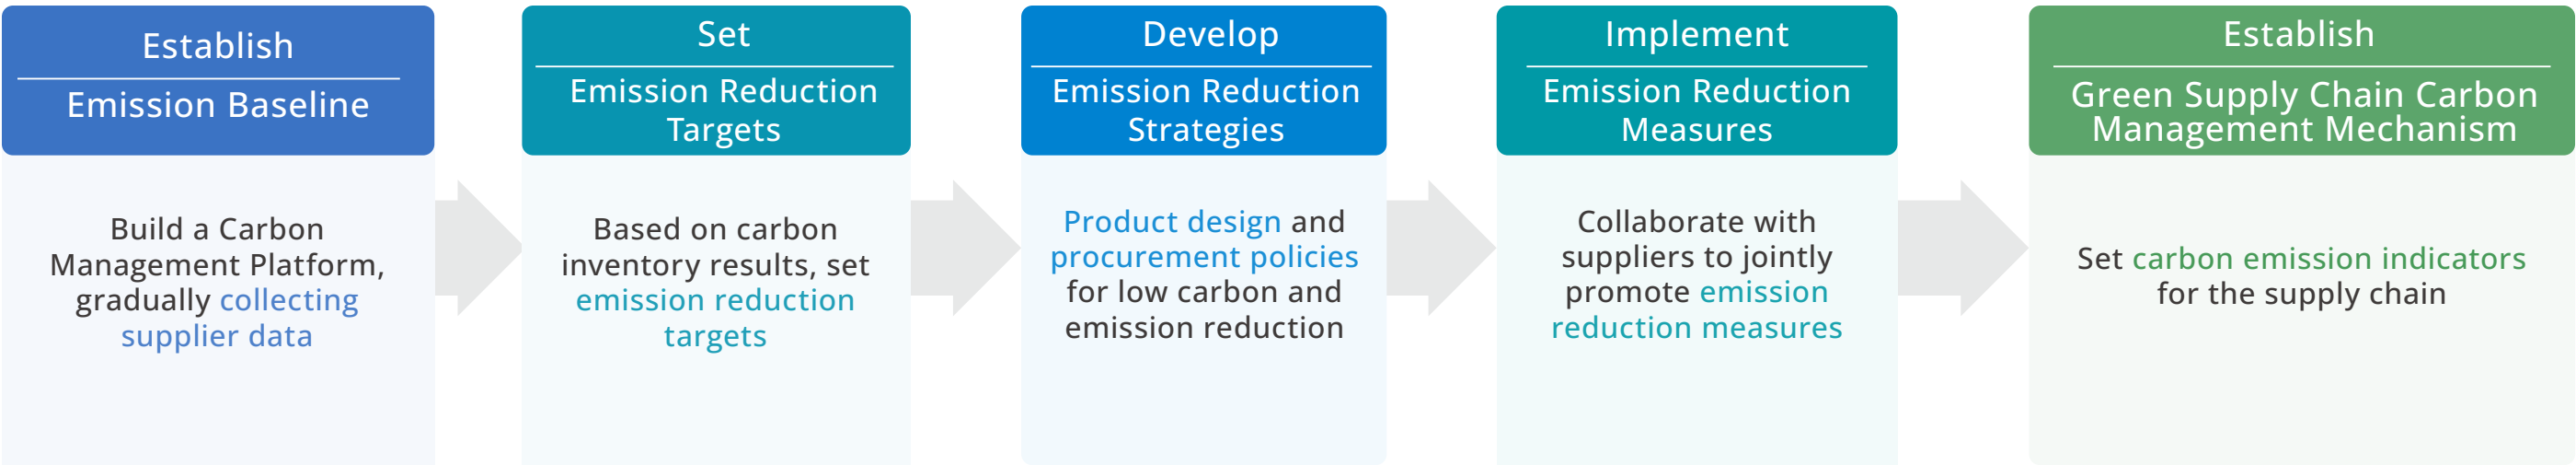 Establish
Emission Baseline
Build a Carbon
Management Platform,
gradually collecting
supplier data
Set
Emission Reduction
Targets
Based on carbon
inventory results, set
emission reduction
targets
Develop
Emission Reduction
Strategies
Product design and
procurement policies
for low carbon and
emission reduction
Implement
Emission Reduction
Measures
Collaborate with
suppliers to jointly
promote emission
reduction measures
Establish
Green Supply Chain Carbon
Management Mechanism
Set carbon emission indicators
for the supply chain